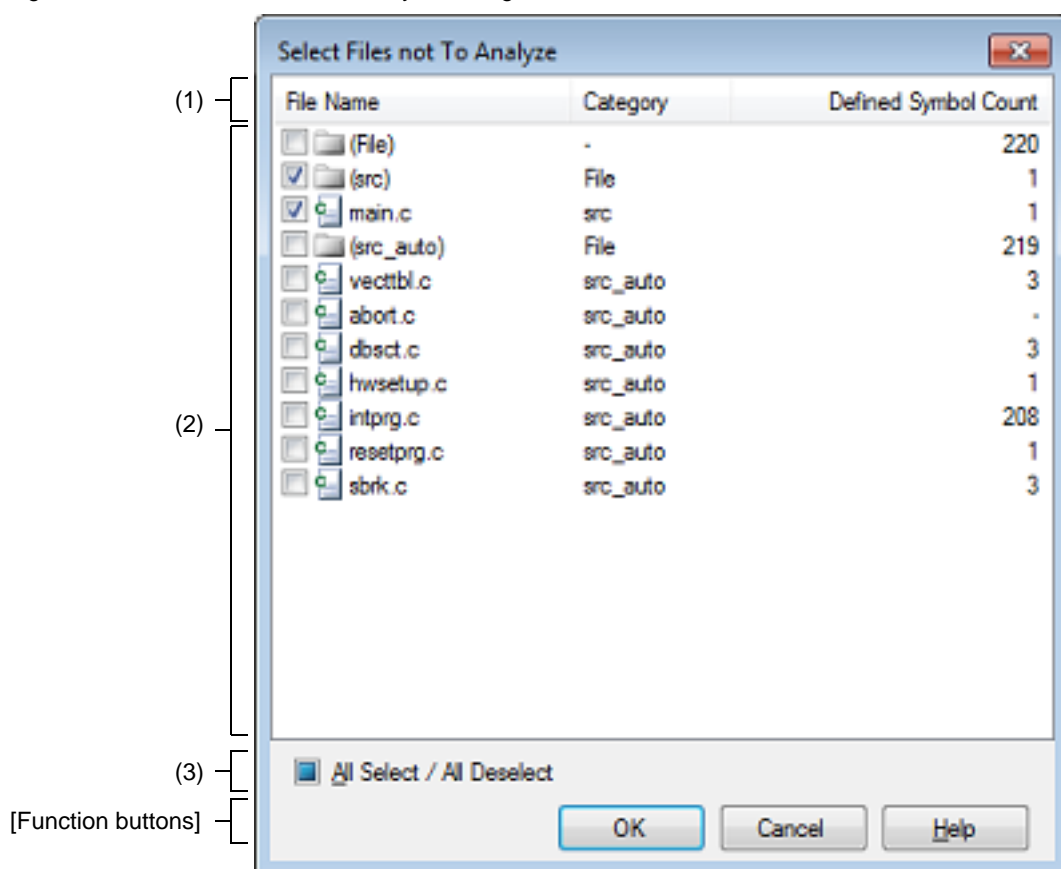 Select Files not To Analyze
(1)
File Name Category Defined Symbol Count
(File) - 220
(src) File 1
main.c src 1
(src_auto) File 219
vecttbl.c src_auto 3
abort.c src_auto -
dbsct.c src_auto 3
hwsetup.c src_auto 1
(2)
intprg.c src_auto 208
resetprg.c src_auto 1
sbrk.c src_auto 3
(3)
All Select / All Deselect
[Function buttons]
OK Cancel Help